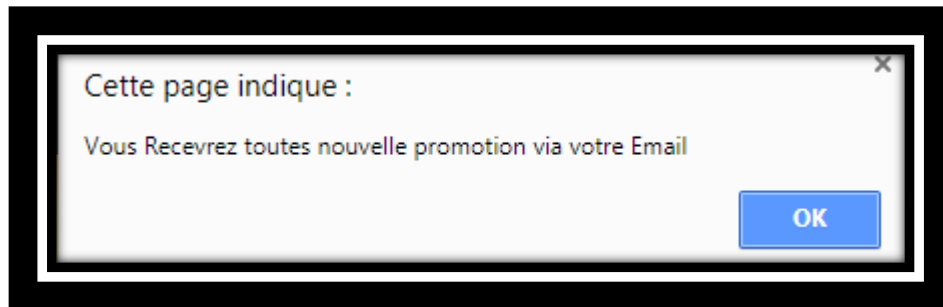 Cette page indique :
Vous Recevrez toutes nouvelle promotion via votre Email
OK